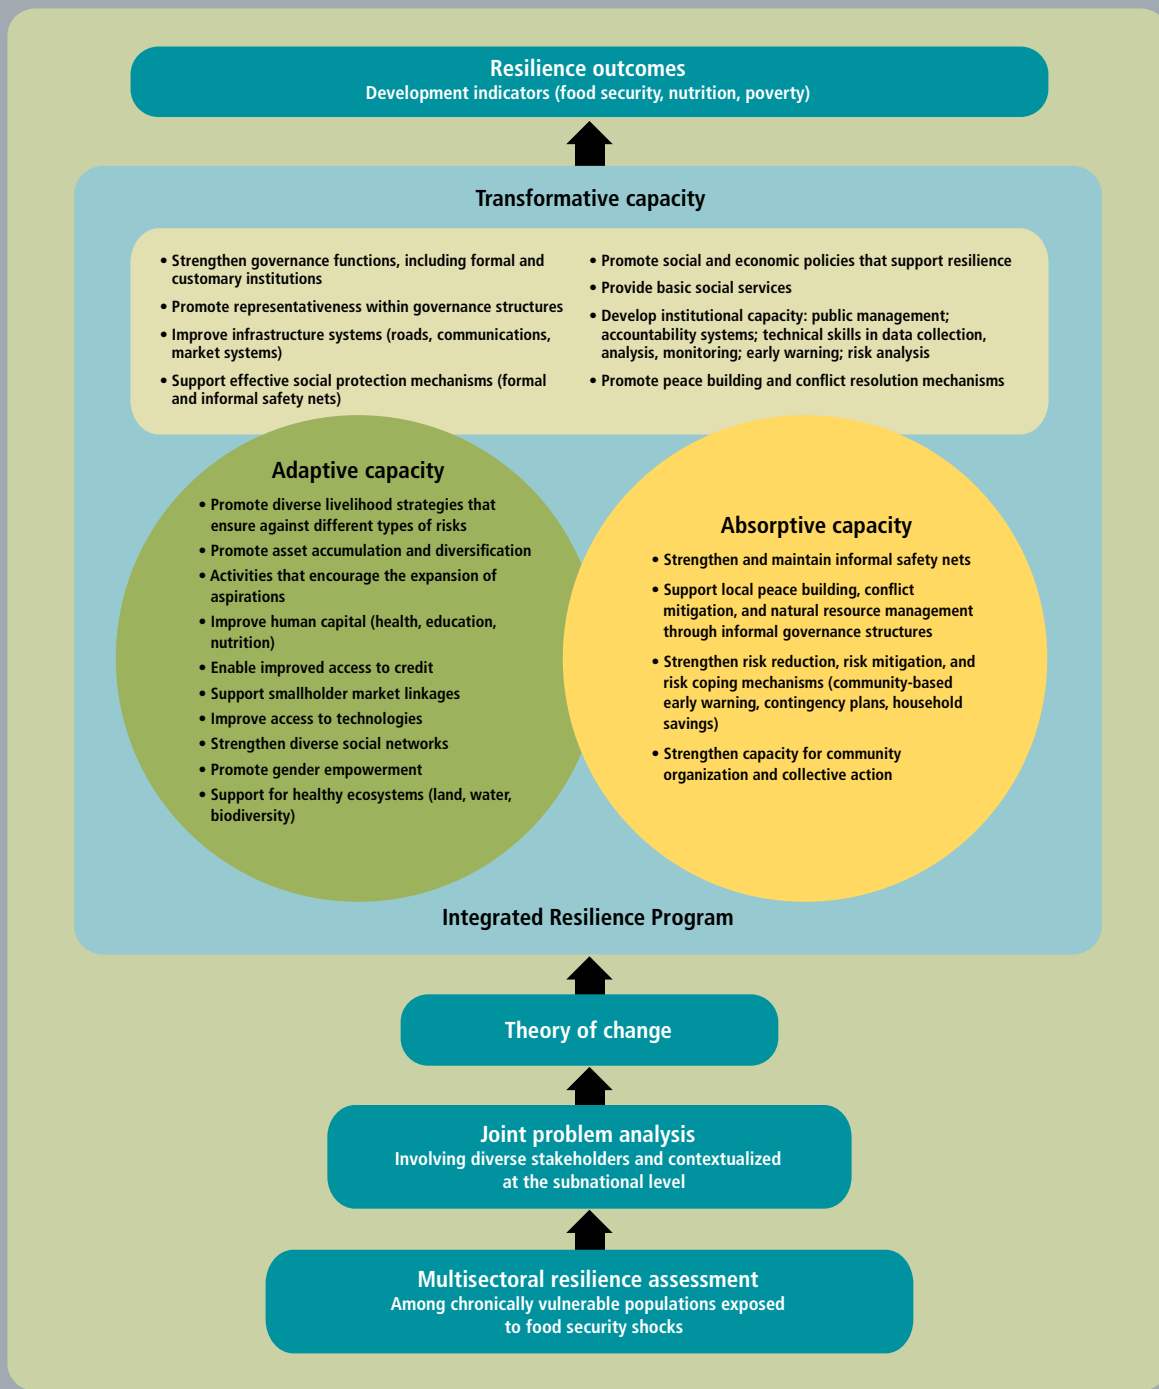 Resilience outcomes
Development indicators (food security, nutrition, poverty)
Transformative capacity
• Strengthen governance functions, including formal and
customary institutions
• Promote representativeness within governance structures
• Improve infrastructure systems (roads, communications,
market systems)
• Support effective social protection mechanisms (formal
and informal safety nets)
• Promote social and economic policies that support resilience
• Provide basic social services
• Develop institutional capacity: public management;
accountability systems; technical skills in data collection,
analysis, monitoring; early warning; risk analysis
• Promote peace building and conflict resolution mechanisms
Adaptive capacity
• Promote diverse livelihood strategies that
ensure against different types of risks
• Promote asset accumulation and diversification
• Activities that encourage the expansion of
aspirations
• Improve human capital (health, education,
nutrition)
• Enable improved access to credit
• Support smallholder market linkages
• Improve access to technologies
• Strengthen diverse social networks
• Promote gender empowerment
• Support for healthy ecosystems (land, water,
biodiversity)
Absorptive capacity
• Strengthen and maintain informal safety nets
• Support local peace building, conflict
mitigation, and natural resource management
through informal governance structures
• Strengthen risk reduction, risk mitigation, and
risk coping mechanisms (community-based
early warning, contingency plans, household
savings)
• Strengthen capacity for community
organization and collective action
Integrated Resilience Program
Theory of change
Joint problem analysis
Involving diverse stakeholders and contextualized
at the subnational level
Multisectoral resilience assessment
Among chronically vulnerable populations exposed
to food security shocks